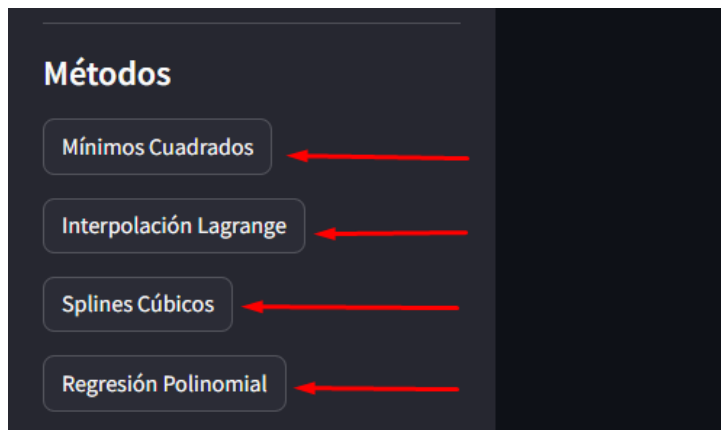 Métodos
Mínimos Cuadrados
Interpolación Lagrange
Splines Cúbicos
Regresión Polinomial